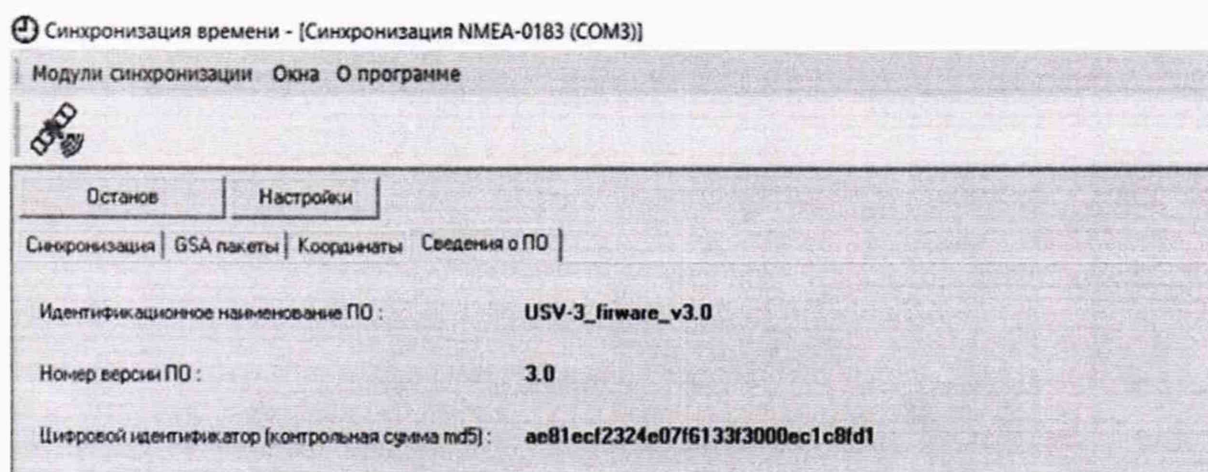 Синхронизация времени - [Синхронизация NMEA-0183 (COM3)]
Модули синхронизации Окна О программе
Останов Настройки
Синхронизация GSA пакеты Координаты Сведения о ПО
Идентификационное наименование ПО : USV-3_firware_v3.0
Номер версии ПО : 3.0
Цифровой идентификатор (контрольная сумма md5) : ae81ecf2324e07f6133f3000ec1c8fd1